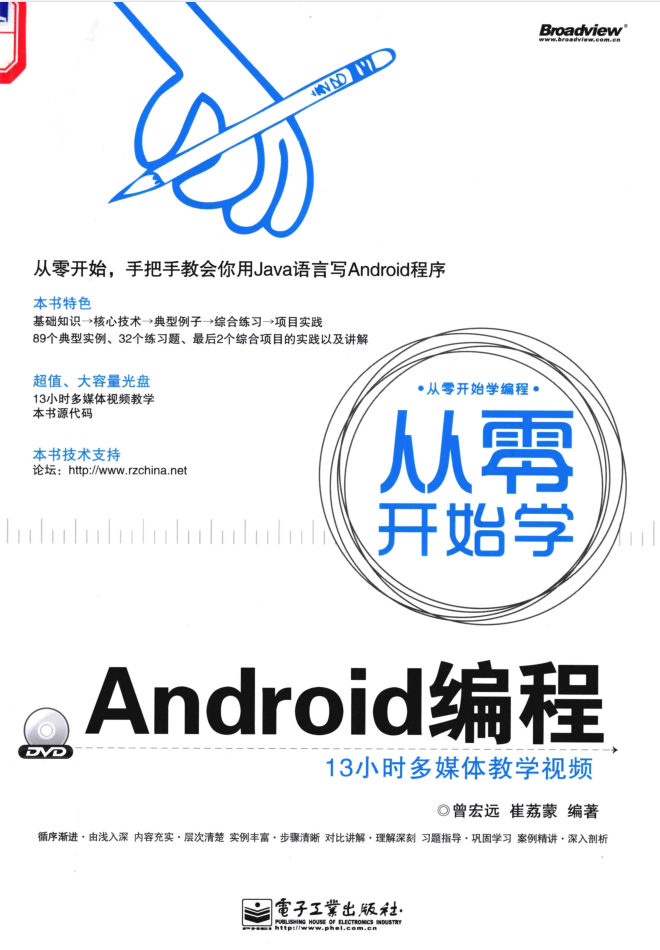 Broadview®
www.broadview.com.cn
从零开始，手把手教会你用Java语言写Android程序
本书特色
基础知识→核心技术→典型例子→综合练习→项目实践
89个典型实例、32个练习题、最后2个综合项目的实践以及讲解
超值、大容量光盘
13小时多媒体视频教学
本书源代码
本书技术支持
论坛：http://www.rzchina.net
•从零开始学编程•
从零
开始学
Android编程
DVD
13小时多媒体教学视频
◎曾宏远 崔荔蒙 编著
循序渐进·由浅入深 内容充实·层次清楚 实例丰富·步骤清晰 对比讲解·理解深刻 习题指导·巩固学习 案例精讲·深入剖析
電子工業出版社·
PUBLISHING HOUSE OF ELECTRONICS INDUSTRY
http://www.phei.com.cn